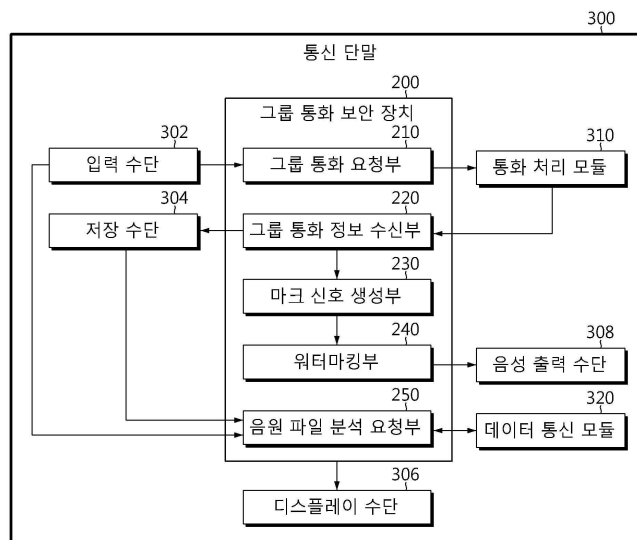 300
통신 단말
200
그룹 통화 보안 장치
302
210
310
입력 수단
그룹 통화 요청부
통화 처리 모듈
304
220
저장 수단
그룹 통화 정보 수신부
230
마크 신호 생성부
240
308
워터마킹부
음성 출력 수단
250
320
음원 파일 분석 요청부
데이터 통신 모듈
306
디스플레이 수단